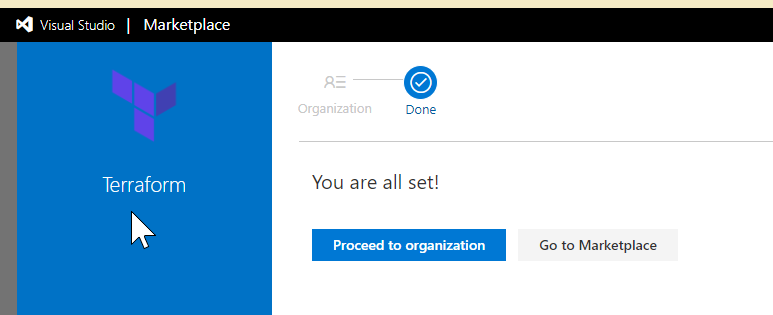 Visual Studio | Marketplace
Terraform
Organization
Done
You are all set!
Proceed to organization
Go to Marketplace